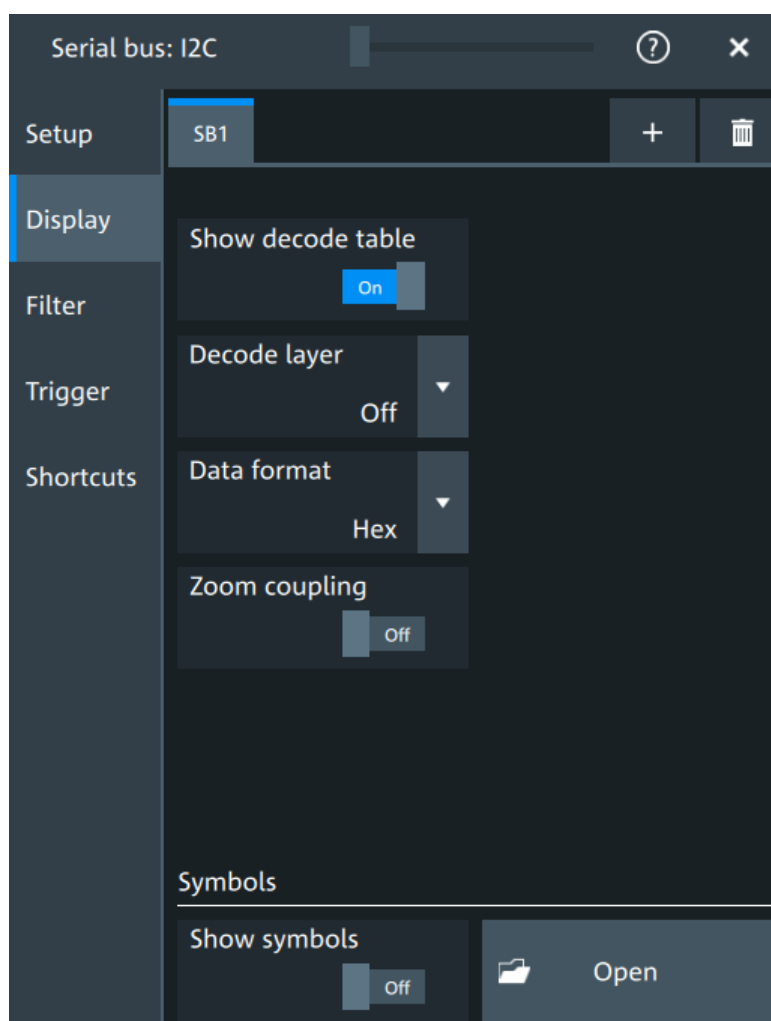 Serial bus: I2C
?
Setup
SB1
+
Display
Show decode table
On
Filter
Decode layer
Off
Trigger
Data format
Hex
Shortcuts
Zoom coupling
Off
Symbols
Show symbols
Off
Open